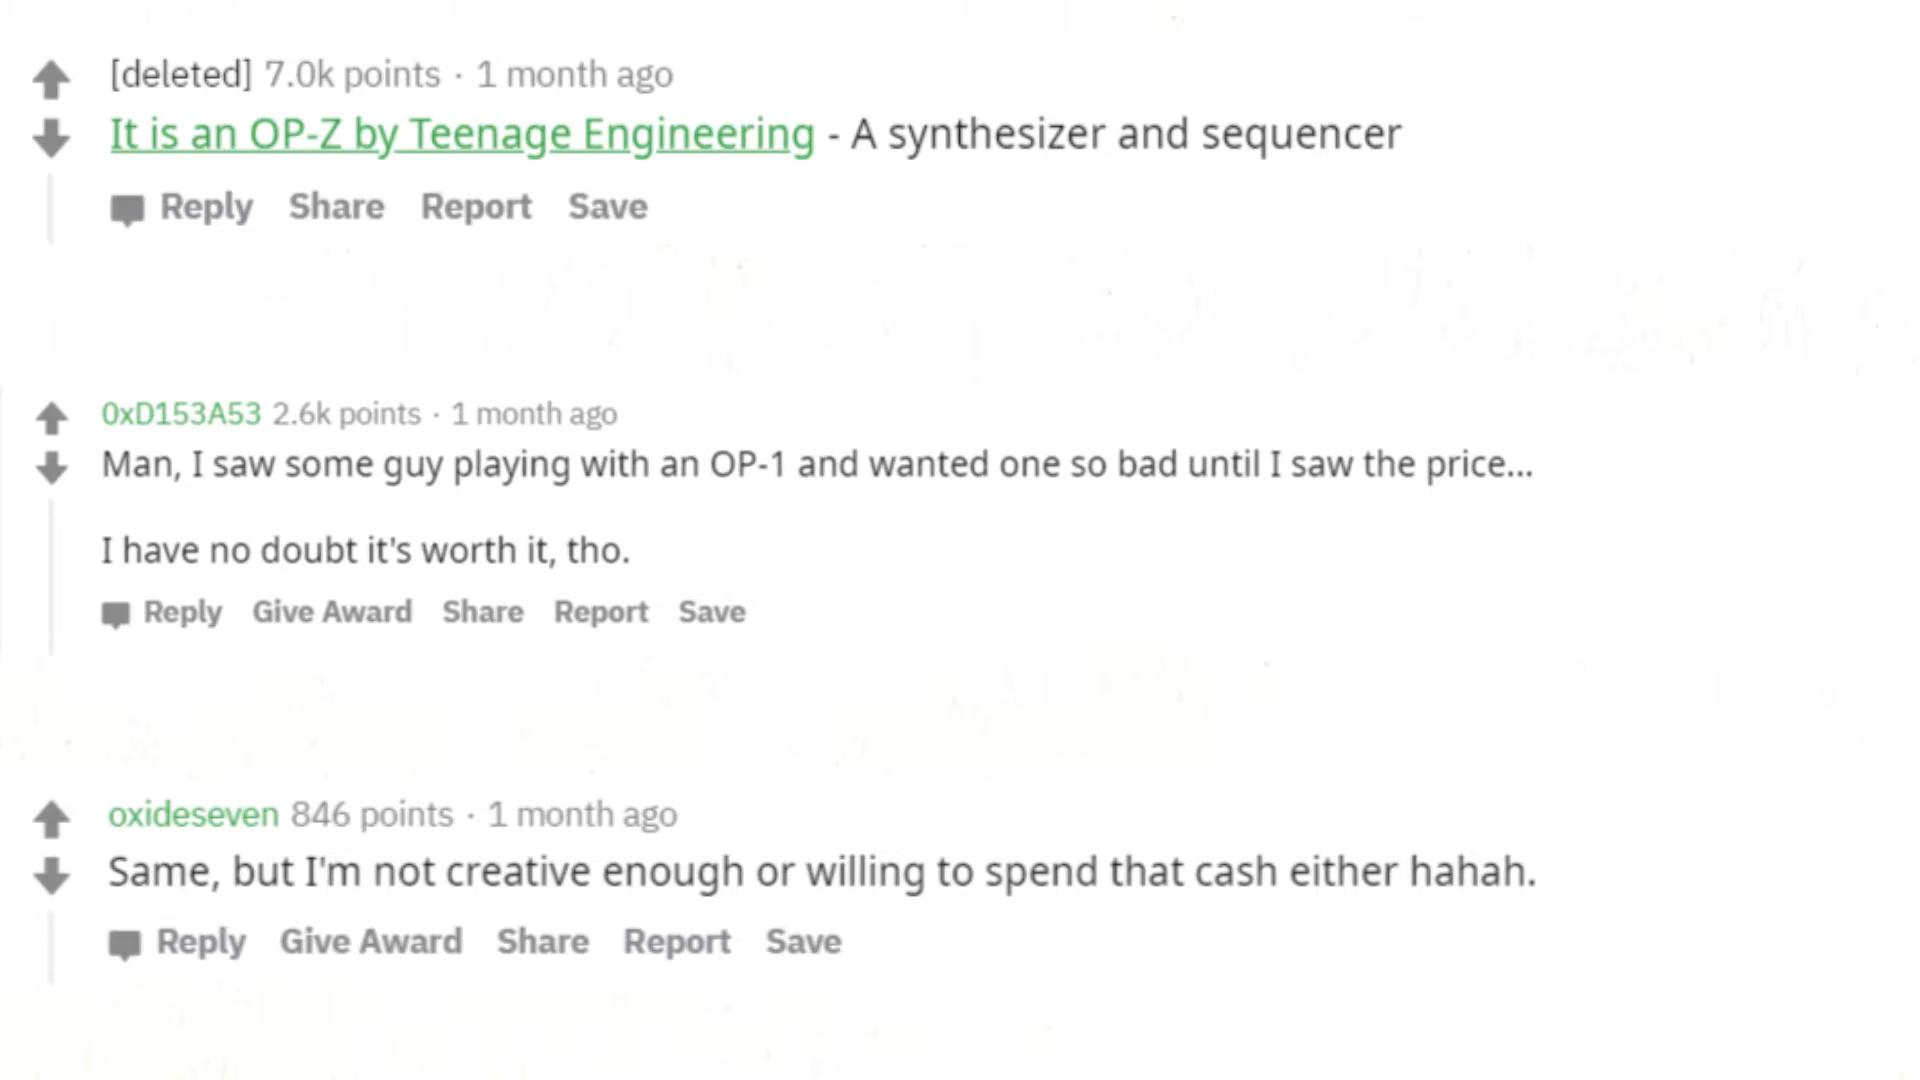 [deleted] 7.0k points · 1 month ago
It is an OP-Z by Teenage Engineering - A synthesizer and sequencer
Reply Share Report Save
0xD153A53 2.6k points · 1 month ago
Man, I saw some guy playing with an OP-1 and wanted one so bad until I saw the price...
I have no doubt it's worth it, tho.
Reply Give Award Share Report Save
oxideseven 846 points · 1 month ago
Same, but I'm not creative enough or willing to spend that cash either hahah.
Reply Give Award Share Report Save